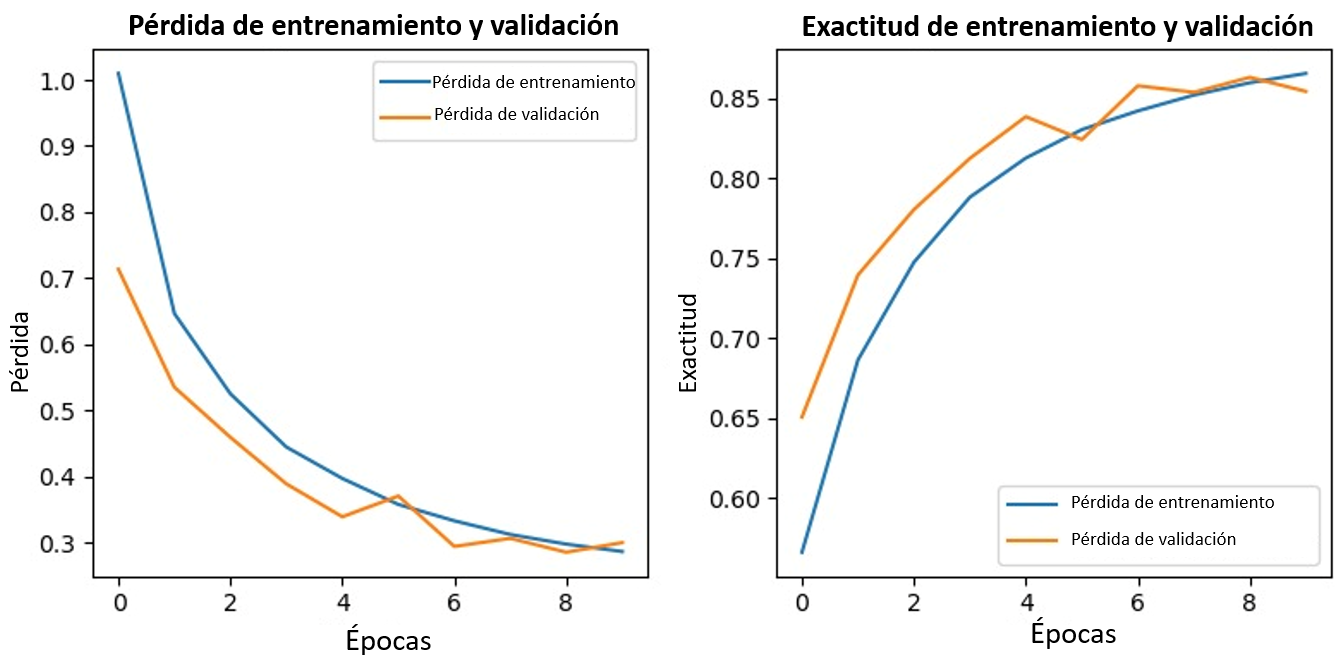 Pérdida de entrenamiento y validación
Pérdida
1.0
0.9
0.8
0.7
0.6
0.5
0.4
0.3
Pérdida de entrenamiento
Pérdida de validación
0 2 4 6 8
Épocas
Exactitud de entrenamiento y validación
Exactitud
0.85
0.80
0.75
0.70
0.65
0.60
Pérdida de entrenamiento
Pérdida de validación
0 2 4 6 8
Épocas